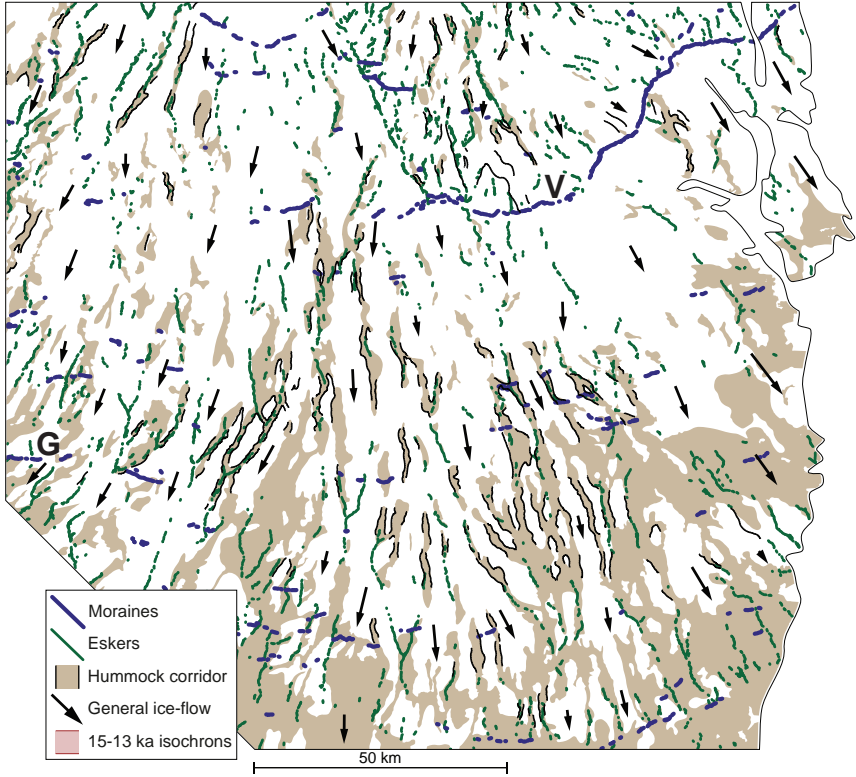 V
G
Moraines
Eskers
Hummock corridor
General ice-flow
15-13 ka isochrons
50 km